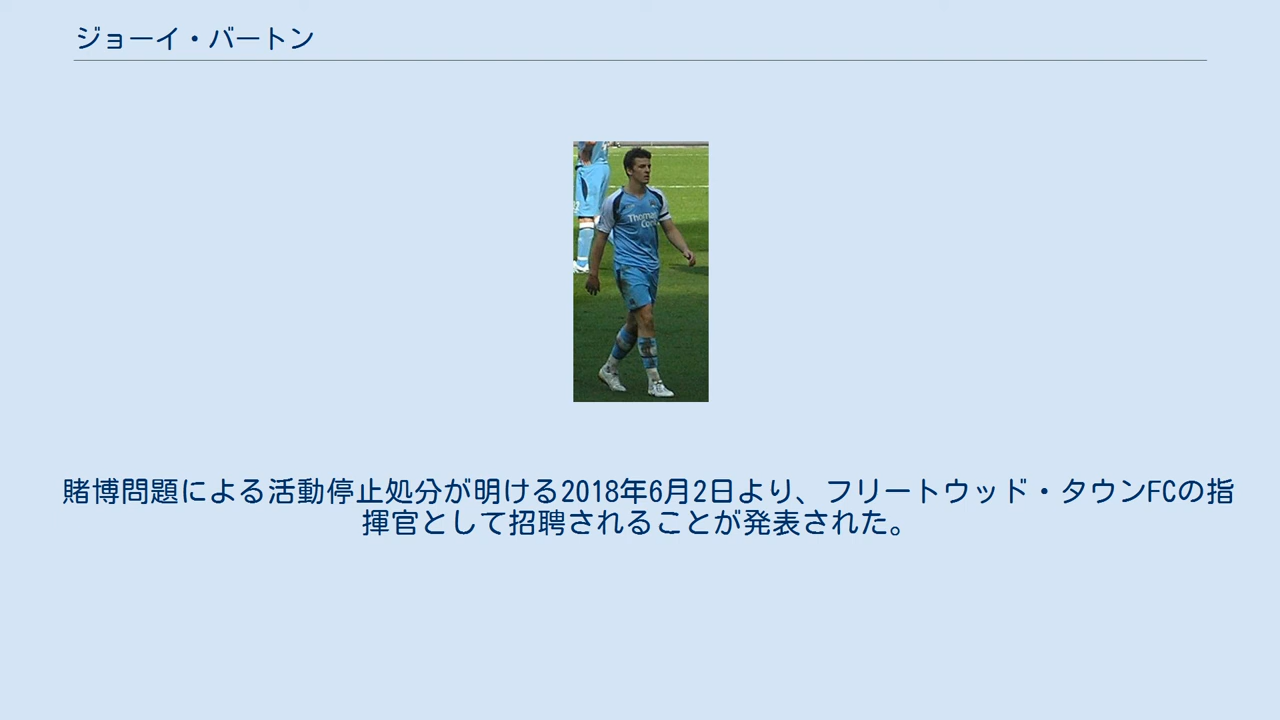 ジョーイ・バートン
Thomas
Cook
賭博問題による活動停止処分が明ける2018年6月2日より、フリートウッド・タウンFCの指
揮官として招聘されることが発表された。